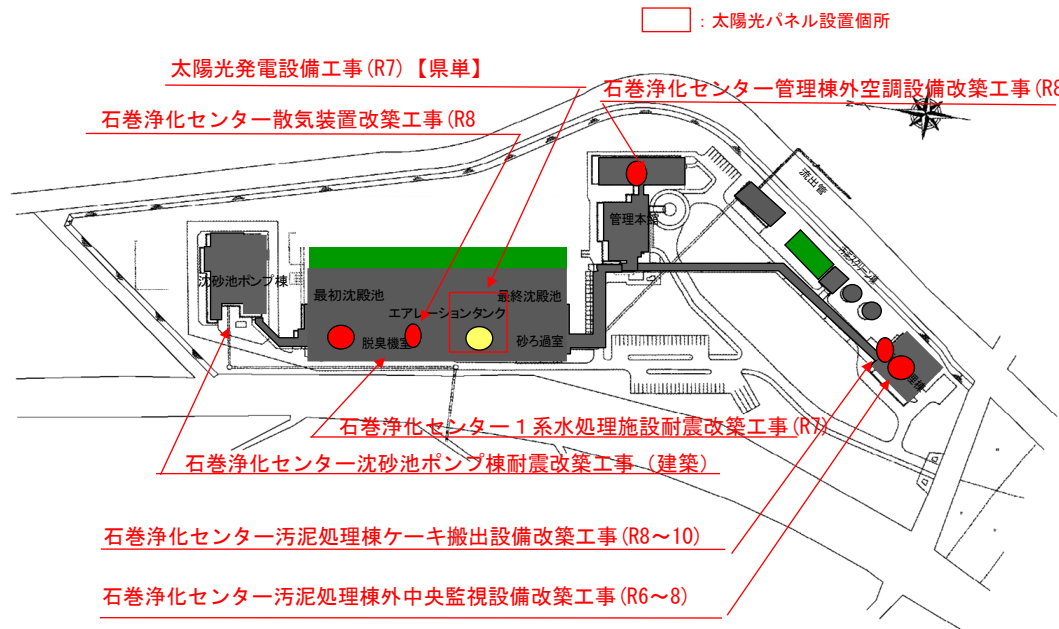 ：太陽光パネル設置個所
太陽光発電設備工事(R7)【県単】
石巻浄化センター管理棟外空調設備改築工事(R8
石巻浄化センター散気装置改築工事(R8
流出管
管理本館
沈砂池ポンプ棟
最初沈殿池
最終沈殿池
エアレーションタンク
脱臭機室
砂ろ過室
石巻浄化センター１系水処理施設耐震改築工事(R7)
石巻浄化センター沈砂池ポンプ棟耐震改築工事（建築）
石巻浄化センター汚泥処理棟ケーキ搬出設備改築工事(R8～10)
石巻浄化センター汚泥処理棟外中央監視設備改築工事(R6～8)